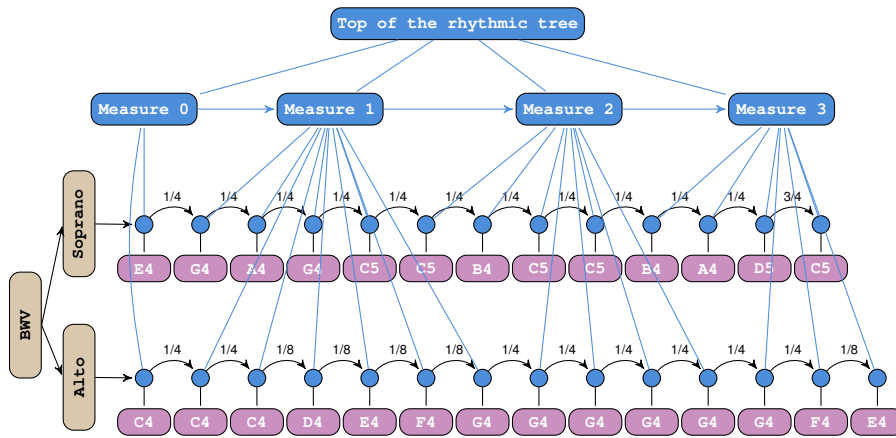 Top of the rhythmic tree
Measure 0 Measure 1 Measure 2 Measure 3
1/4 1/4 1/4 1/4 1/4 1/4 1/4 1/4 1/4 1/4 1/4 3/4
Soprano
E4 G4 A4 G4 C5 C5 B4 C5 C5 B4 A4 D5 C5
BWV
1/4 1/4 1/8 1/8 1/8 1/8 1/4 1/4 1/4 1/4 1/4 1/4 1/8
Alto
C4 C4 C4 D4 E4 F4 G4 G4 G4 G4 G4 G4 F4 E4